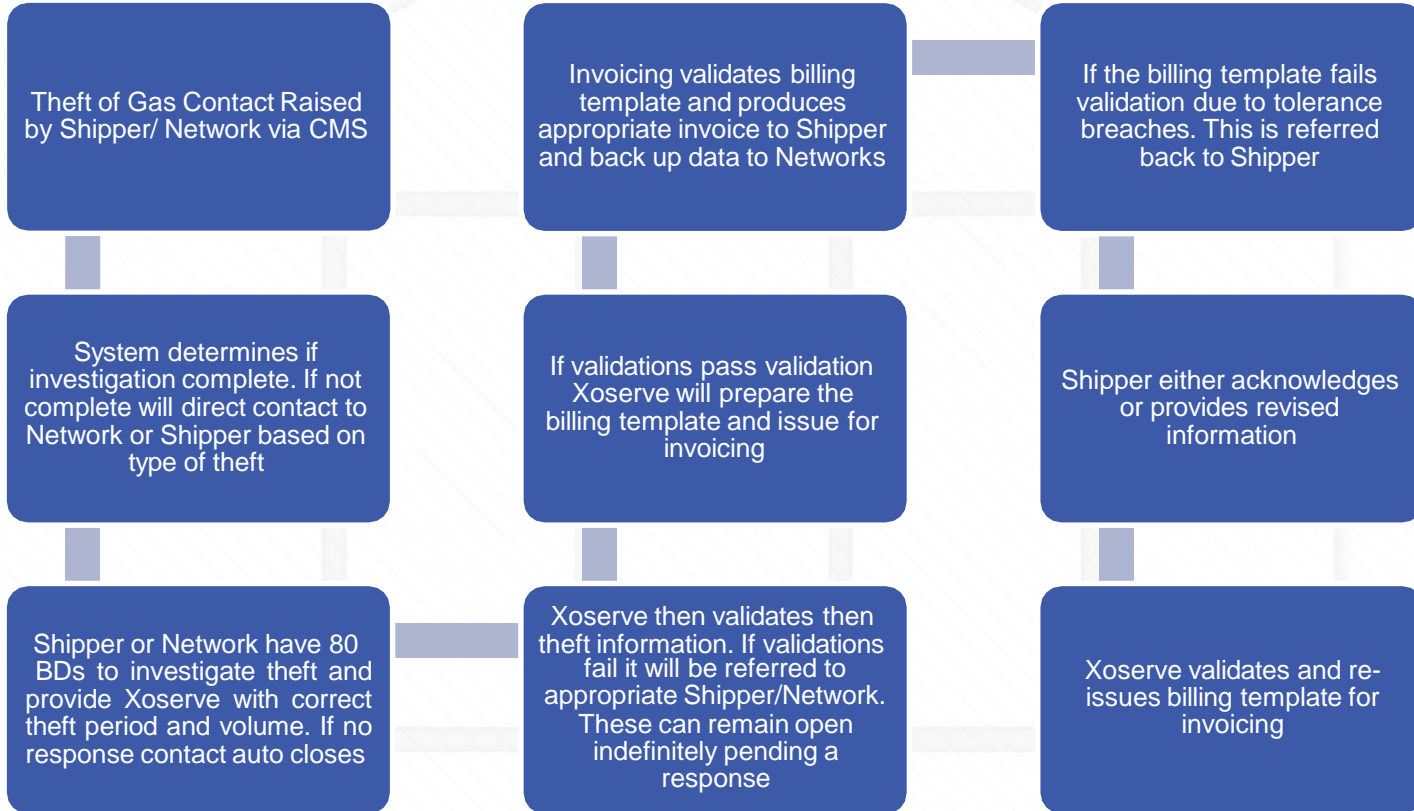 Theft of Gas Contact Raised
by Shipper/ Network via CMS
System determines if
investigation complete. If not
complete will direct contact to
Network or Shipper based on
type of theft
Shipper or Network have 80
BDs to investigate theft and
provide Xoserve with correct
theft period and volume. If no
response contact auto closes
Xoserve then validates then
theft information. If validations
fail it will be referred to
appropriate Shipper/Network.
These can remain open
indefinitely pending a
response
If validations pass validation
Xoserve will prepare the
billing template and issue for
invoicing
Invoicing validates billing
template and produces
appropriate invoice to Shipper
and back up data to Networks
If the billing template fails
validation due to tolerance
breaches. This is referred
back to Shipper
Shipper either acknowledges
or provides revised
information
Xoserve validates and re-
issues billing template for
invoicing